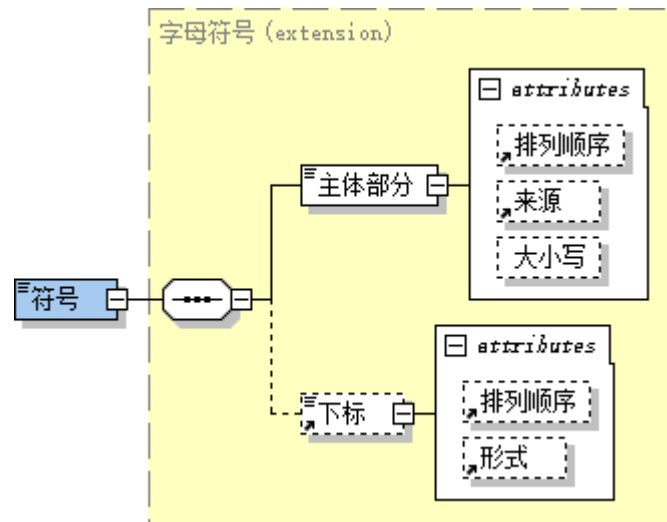 字母符号 (extension)
attributes
排列顺序
主体部分
来源
大小写
符号
attributes
排列顺序
下标
形式